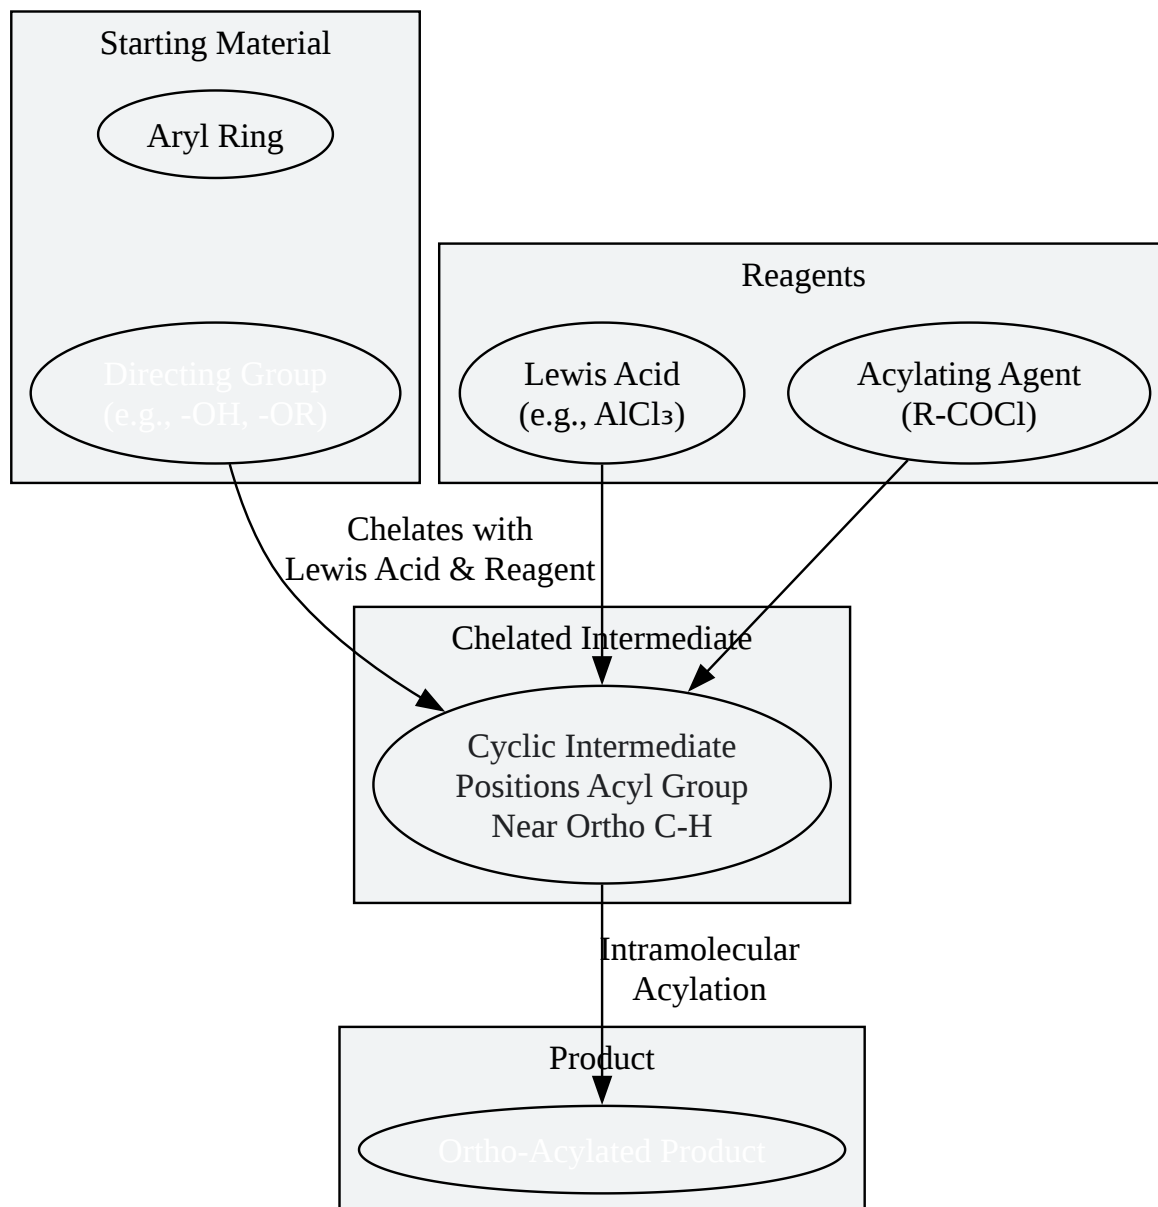 Starting Material
Aryl Ring
Reagents
Directing Group
(e.g., -OH, -OR)
Lewis Acid
(e.g., AlCl₃)
Acylating Agent
(R-COCl)
Chelates with
Lewis Acid & Reagent
Chelated Intermediate
Cyclic Intermediate
Positions Acyl Group
Near Ortho C-H
Intramolecular
Acylation
Product
Ortho-Acylated Product